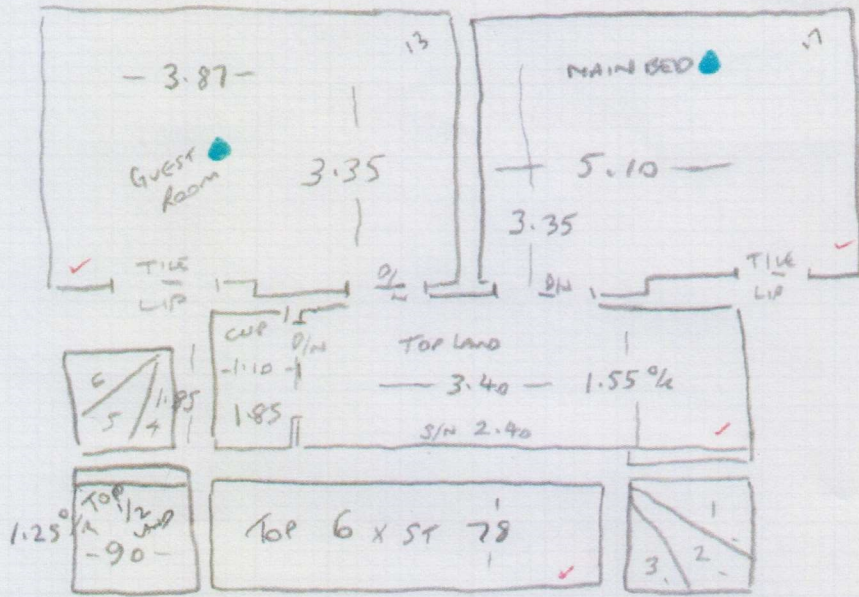 13
- 3.87 -
GUEST
ROOM
3.35
TILE
LIP
D/N
17
MAIN BED
5.10
3.35
D/N
TILE
LIP
CUP
D/N
-1.10-
1.85
TOP LAND
3.40
1.55 O/A
S/N 2.40
6
5
4
1.85
TOP
1/2
LAND
1.25 O/A
-90-
TOP 6 x ST 78
1
2
3